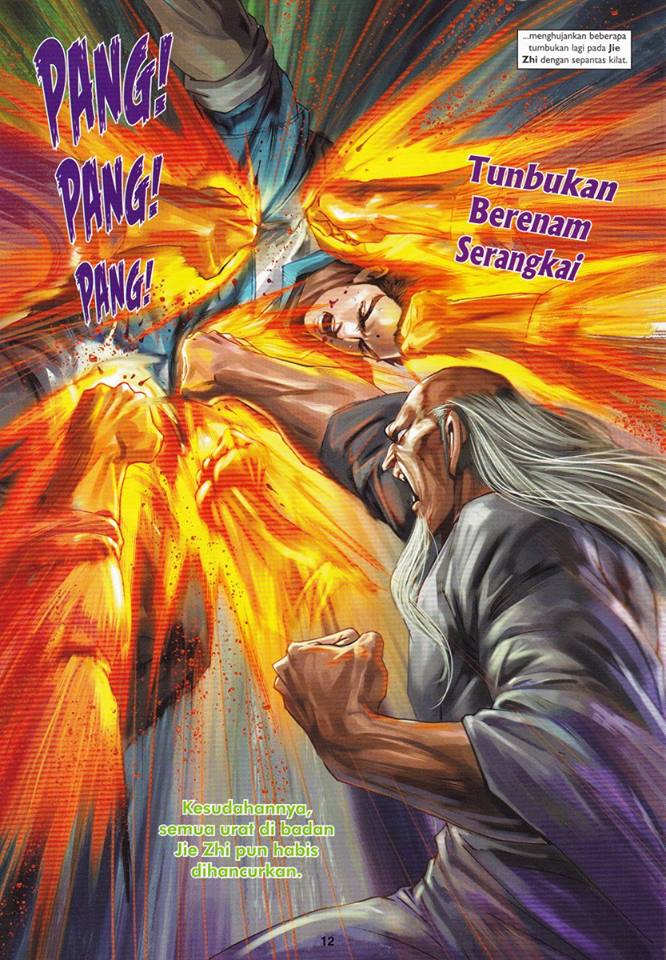 PANG!
PANG!
PANG!
...menghujankan beberapa
tumbukan lagi pada Jie
Zhi dengan sepantas kilat.
Tunbukan
Berenam
Serangkai
Kesudahannya,
semua urat di badan
Jie Zhi pun habis
dihancurkan.
12